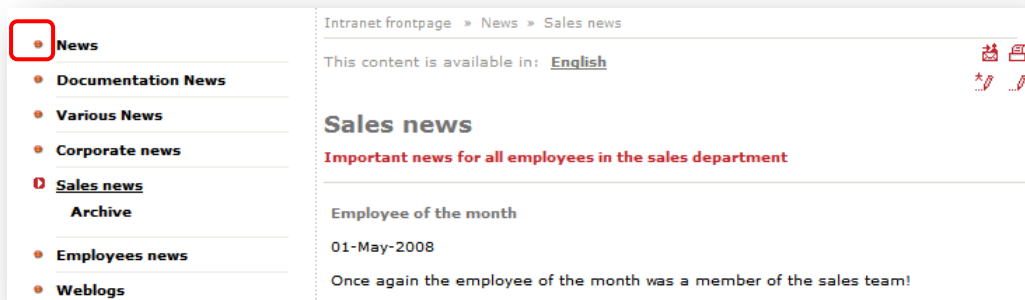 News
Documentation News
Various News
Corporate news
Sales news
Archive
Employees news
Weblogs
Intranet frontpage » News » Sales news
This content is available in: English
Sales news
Important news for all employees in the sales department
Employee of the month
01-May-2008
Once again the employee of the month was a member of the sales team!